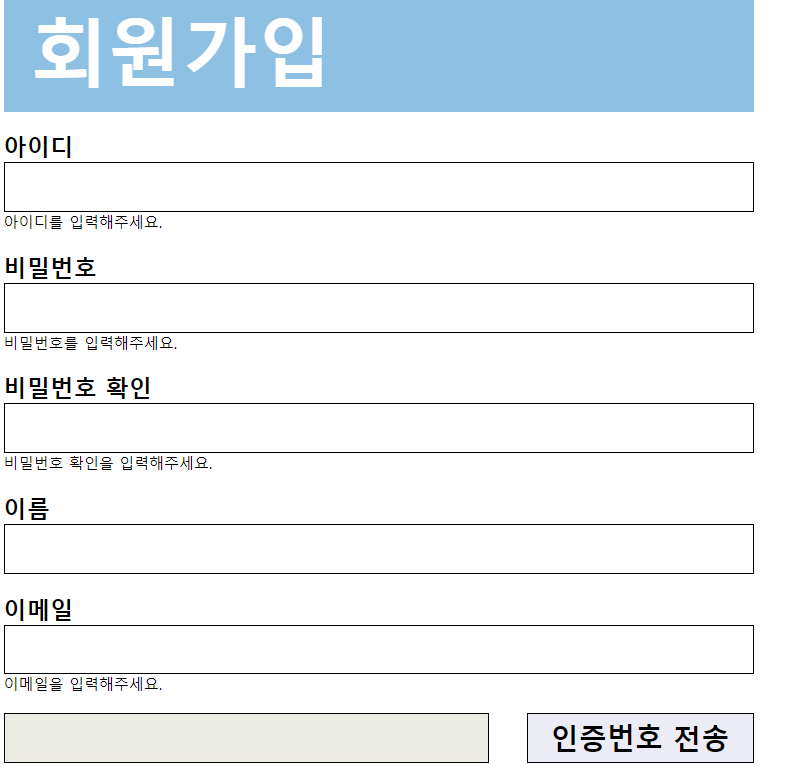 회원가입
아이디
아이디를 입력해주세요.
비밀번호
비밀번호를 입력해주세요.
비밀번호 확인
비밀번호 확인을 입력해주세요.
이름
이메일
이메일을 입력해주세요.
인증번호 전송